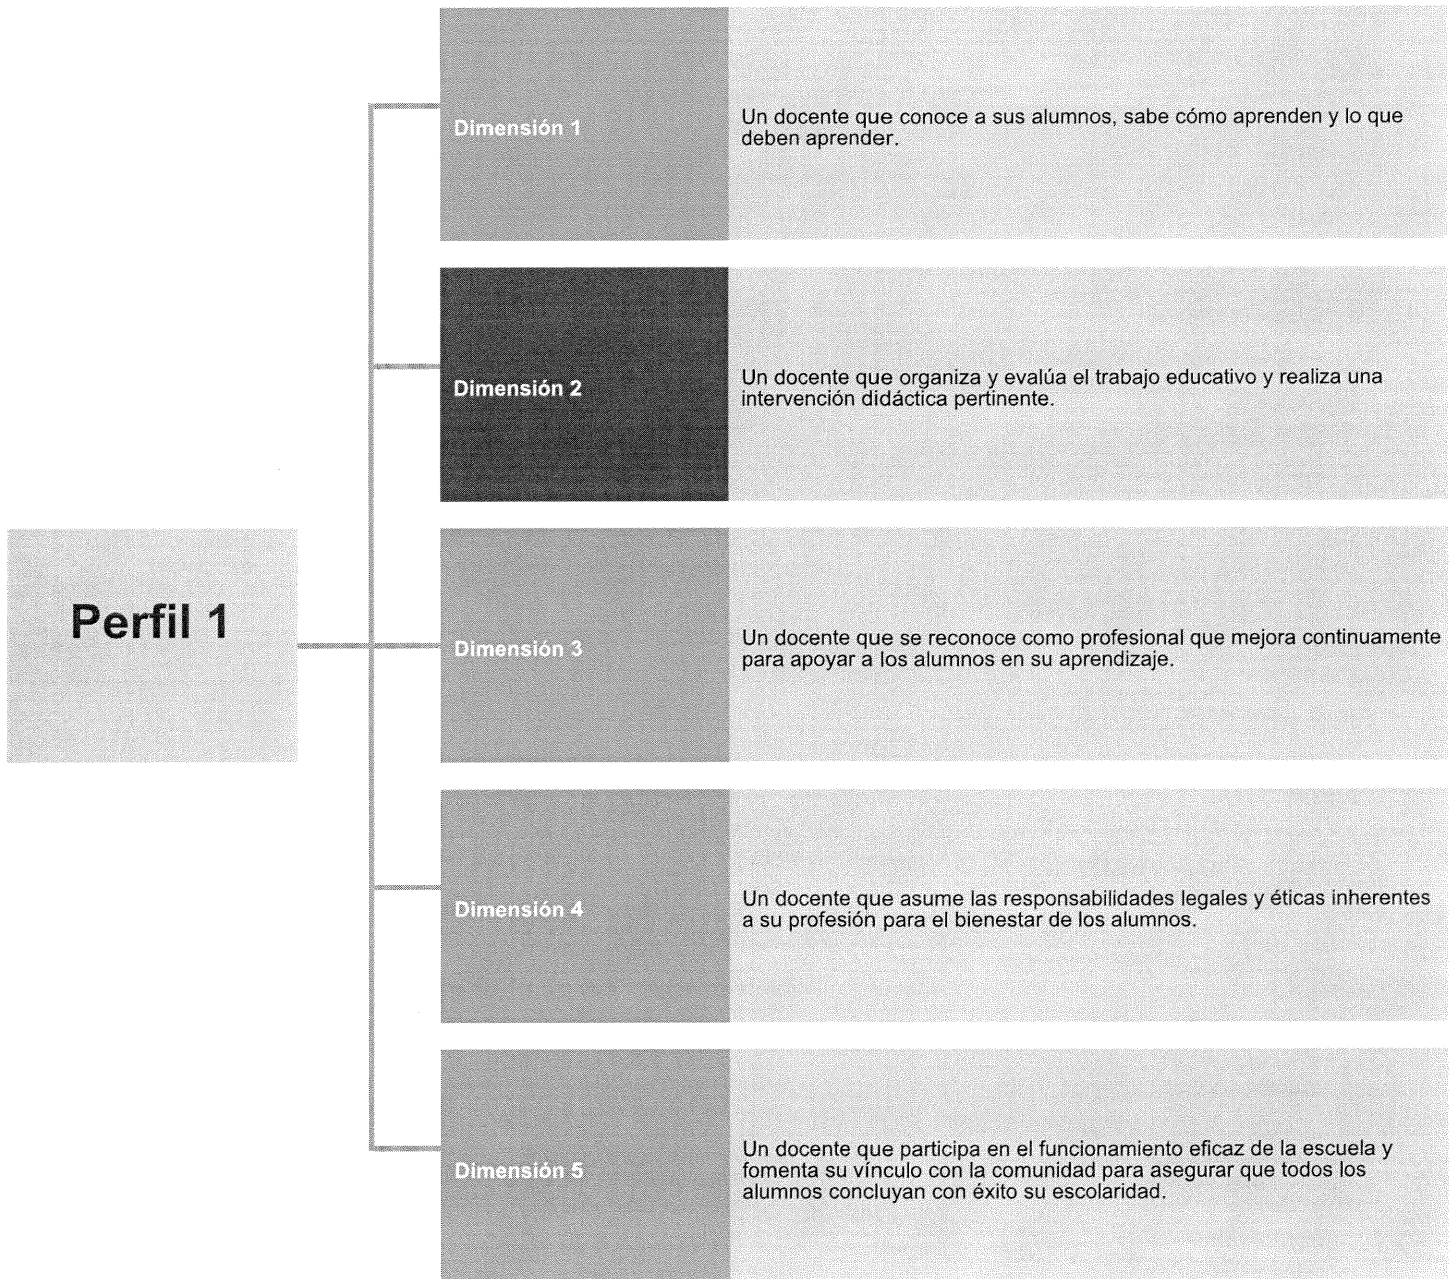 Dimensión 1
Un docente que conoce a sus alumnos, sabe cómo aprenden y lo que
deben aprender.
Dimensión 2
Un docente que organiza y evalúa el trabajo educativo y realiza una
intervención didáctica pertinente.
Perfil 1
Dimensión 3
Un docente que se reconoce como profesional que mejora continuamente
para apoyar a los alumnos en su aprendizaje.
Dimensión 4
Un docente que asume las responsabilidades legales y éticas inherentes
a su profesión para el bienestar de los alumnos.
Dimensión 5
Un docente que participa en el funcionamiento eficaz de la escuela y
fomenta su vínculo con la comunidad para asegurar que todos los
alumnos concluyan con éxito su escolaridad.